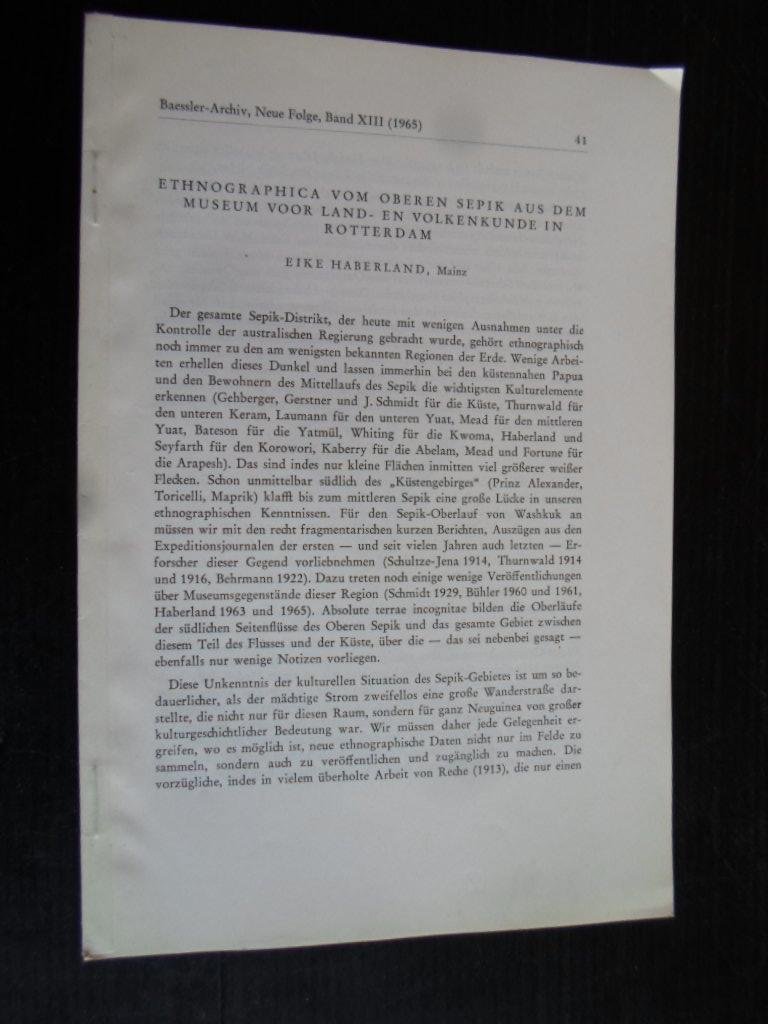 Baessler-Archiv, Neue Folge, Band XIII (1965)
41
ETHNOGRAPHICA VOM OBEREN SEPIK AUS DEM
MUSEUM VOOR LAND- EN VOLKENKUNDE IN
ROTTERDAM
EIKE HABERLAND, Mainz
Der gesamte Sepik-Distrikt, der heute mit wenigen Ausnahmen unter die
Kontrolle der australischen Regierung gebracht wurde, gehört ethnographisch
noch immer zu den am wenigsten bekannten Regionen der Erde. Wenige Arbei-
ten erhellen dieses Dunkel und lassen immerhin bei den küstennahen Papua
und den Bewohnern des Mittellaufs des Sepik die wichtigsten Kulturelemente
erkennen (Gehberger, Gerstner und J. Schmidt für die Küste, Thurnwald für
den unteren Keram, Laumann für den unteren Yuat, Mead für den mittleren
Yuat, Bateson für die Yatmül, Whiting für die Kwoma, Haberland und
Seyfarth für den Korowori, Kaberry für die Abelam, Mead und Fortune für
die Arapesh). Das sind indes nur kleine Flächen inmitten viel größerer weißer
Flecken. Schon unmittelbar südlich des „Küstengebirges“ (Prinz Alexander,
Toricelli, Maprik) klafft bis zum mittleren Sepik eine große Lücke in unseren
ethnographischen Kenntnissen. Für den Sepik-Oberlauf von Washkuk an
müssen wir mit den recht fragmentarischen kurzen Berichten, Auszügen aus den
Expeditionsjournalen der ersten — und seit vielen Jahren auch letzten — Er-
forscher dieser Gegend vorliebnehmen (Schultze-Jena 1914, Thurnwald 1914
und 1916, Behrmann 1922). Dazu treten noch einige wenige Veröffentlichungen
über Museumsgegenstände dieser Region (Schmidt 1929, Bühler 1960 und 1961,
Haberland 1963 und 1965). Absolute terrae incognitae bilden die Oberläufe
der südlichen Seitenflüsse des Oberen Sepik und das gesamte Gebiet zwischen
diesem Teil des Flusses und der Küste, über die — das sei nebenbei gesagt —
ebenfalls nur wenige Notizen vorliegen.
Diese Unkenntnis der kulturellen Situation des Sepik-Gebietes ist um so be-
dauerlicher, als der mächtige Strom zweifellos eine große Wanderstraße dar-
stellte, die nicht nur für diesen Raum, sondern für ganz Neuguinea von großer
kulturgeschichtlicher Bedeutung war. Wir müssen daher jede Gelegenheit er-
greifen, wo es möglich ist, neue ethnographische Daten nicht nur im Felde zu
sammeln, sondern auch zu veröffentlichen und zugänglich zu machen. Die
vorzügliche, indes in vielem überholte Arbeit von Reche (1913), die nur einen